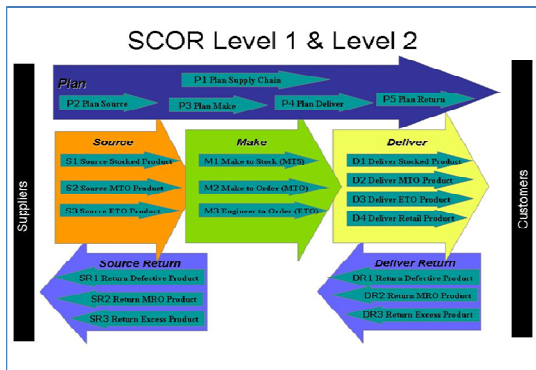 SCOR Level 1 & Level 2
Suppliers
Customers
Plan
P1 Plan Supply Chain
P2 Plan Source
P3 Plan Make
P4 Plan Deliver
P5 Plan Return
Source
S1 Source Stocked Product
S2 Source MTO Product
S3 Source ETO Product
Make
M1 Make to Stock (MTS)
M2 Make to Order (MTO)
M3 Engineer to Order (ETO)
Deliver
D1 Deliver Stocked Product
D2 Deliver MTO Product
D3 Deliver ETO Product
D4 Deliver Retail Product
Source Return
SR1 Return Defective Product
SR2 Return MRO Product
SR3 Return Excess Product
Deliver Return
DR1 Return Defective Product
DR2 Return MRO Product
DR3 Return Excess Product